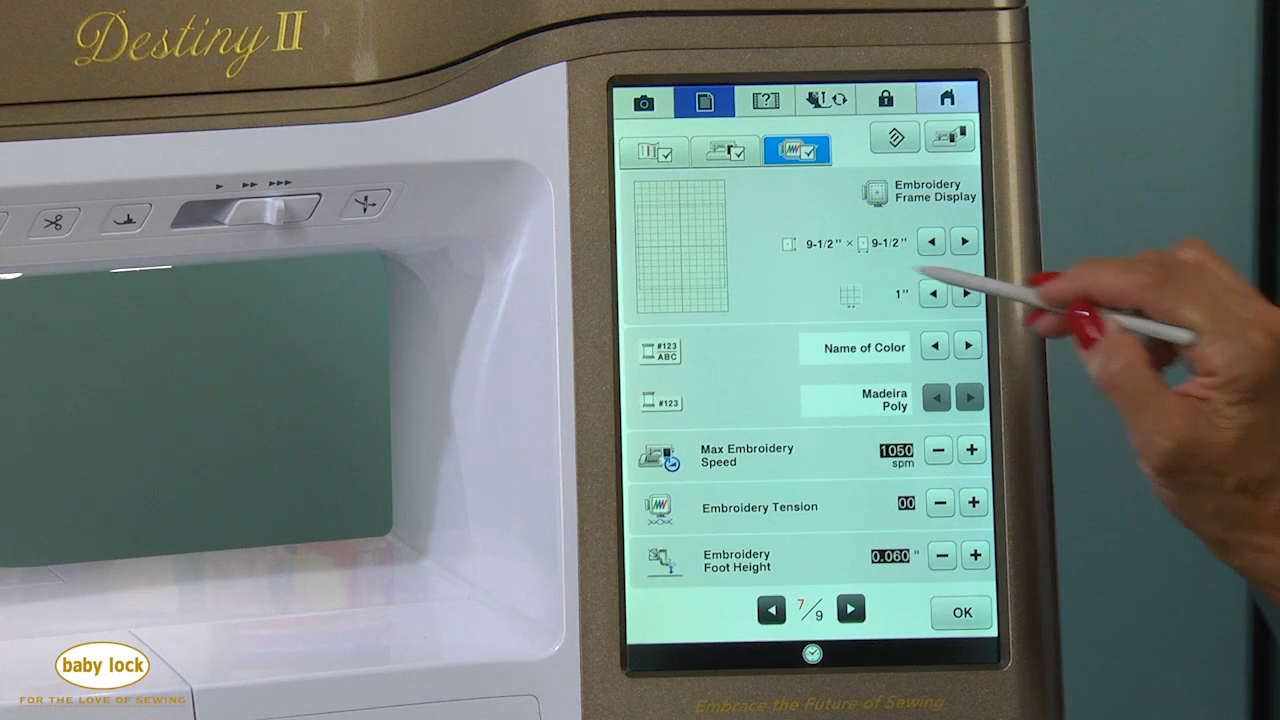 Destiny II
Embroidery
Frame Display
9-1/2" × 9-1/2"
1"
#123
ABC
Name of Color
#123
Madeira
Poly
Max Embroidery
Speed
1050
spm
Embroidery Tension
00
Embroidery
Foot Height
0.060 "
7/9
OK
baby lock
FOR THE LOVE OF SEWING
Embrace the Future of Sewing